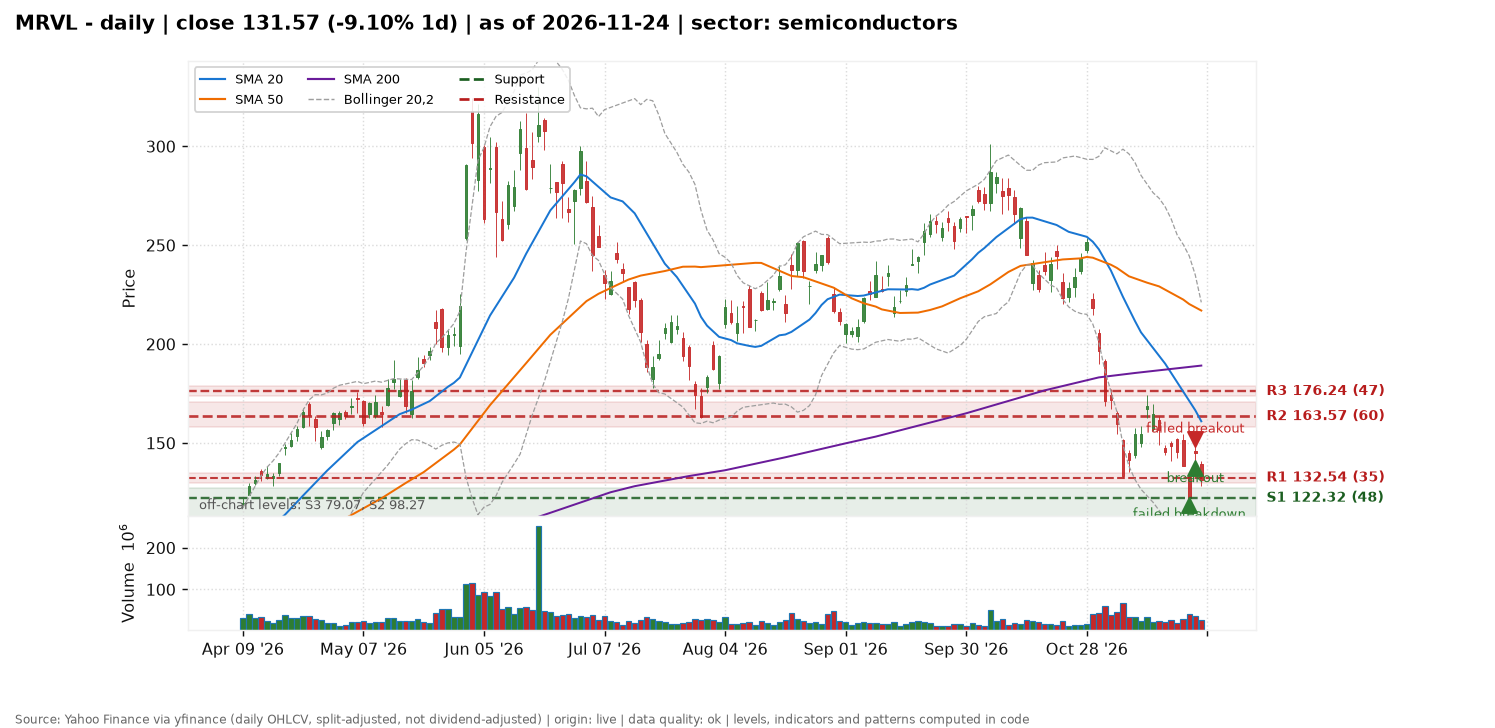 MRVL - daily | close 131.57 (-9.10% 1d) | as of 2026-11-24 | sector: semiconductors
SMA 20
SMA 50
SMA 200
Bollinger 20,2
Support
Resistance
Price
300
250
200
150
R3 176.24 (47)
R2 163.57 (60)
failed breakout
breakout
R1 132.54 (35)
S1 122.32 (48)
off-chart levels: S3 79.07, S2 98.27
failed breakdown
Volume 10^6
200
100
Apr 09 '26
May 07 '26
Jun 05 '26
Jul 07 '26
Aug 04 '26
Sep 01 '26
Sep 30 '26
Oct 28 '26
Source: Yahoo Finance via yfinance (daily OHLCV, split-adjusted, not dividend-adjusted) | origin: live | data quality: ok | levels, indicators and patterns computed in code